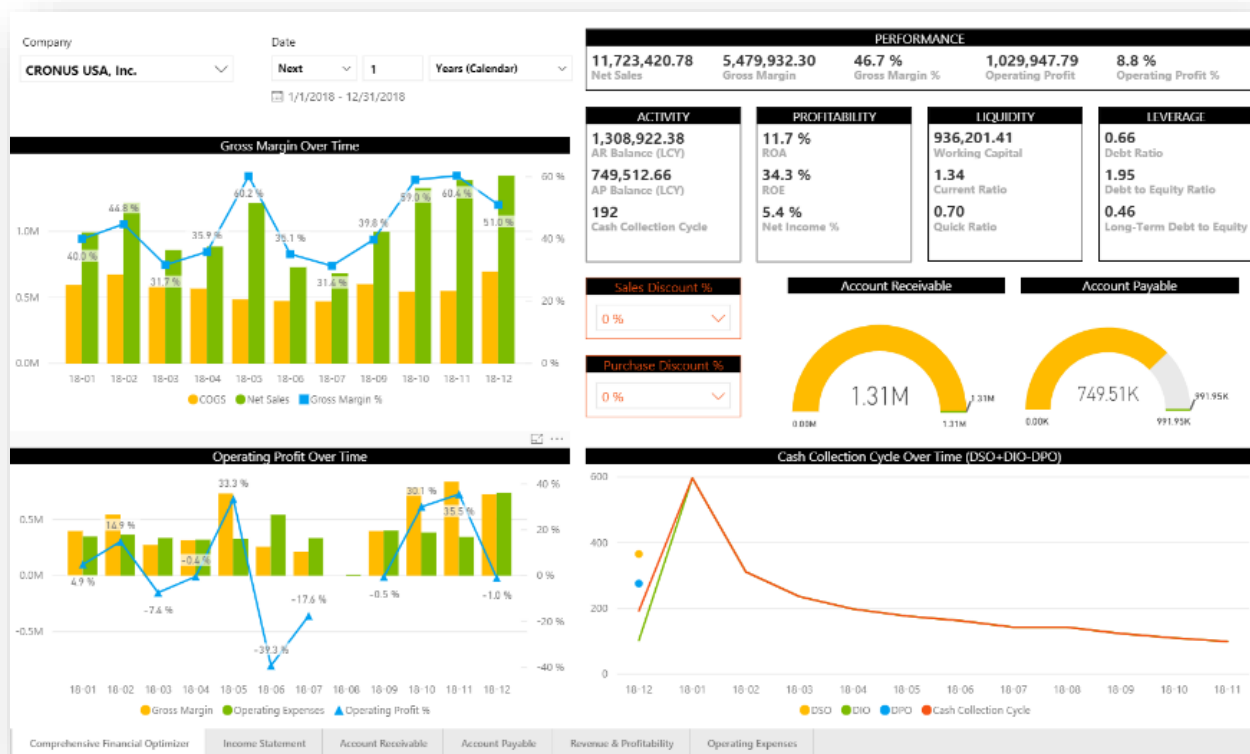 Company
CRONUS USA, Inc.
Date
Next 1 Years (Calendar)
1/1/2018 - 12/31/2018
PERFORMANCE
11,723,420.78 5,479,932.30 46.7 % 1,029,947.79 8.8 %
Net Sales Gross Margin Gross Margin % Operating Profit Operating Profit %
ACTIVITY
1,308,922.38
AR Balance (LCY)
749,512.66
AP Balance (LCY)
192
Cash Collection Cycle
PROFITABILITY
11.7 %
ROA
34.3 %
ROE
5.4 %
Net Income %
LIQUIDITY
936,201.41
Working Capital
1.34
Current Ratio
0.70
Quick Ratio
LEVERAGE
0.66
Debt Ratio
1.95
Debt to Equity Ratio
0.46
Long-Term Debt to Equity
Gross Margin Over Time
60 %
40 %
20 %
0 %
1.0M
0.5M
0.0M
40.0 % 44.8 % 31.7 % 35.9 % 60.2 % 35.1 % 31.4 % 39.8 % 59.0 % 60.4 % 51.0 %
18-01 18-02 18-03 18-04 18-05 18-06 18-07 18-09 18-10 18-11 18-12
COGS Net Sales Gross Margin %
Sales Discount %
0 %
Purchase Discount %
0 %
Account Receivable
1.31M
1.31M
0.00M 1.31M
Account Payable
749.51K
991.95K
0.00K 991.95K
Operating Profit Over Time
0.5M
0.0M
-0.5M
40 %
20 %
0 %
-20 %
-40 %
4.9 % 14.9 % -7.4 % -0.4 % 33.3 % -39.3 % -17.6 % -0.5 % 30.1 % 35.5 % -1.0 %
18-01 18-02 18-03 18-04 18-05 18-06 18-07 18-08 18-09 18-10 18-11 18-12
Gross Margin Operating Expenses Operating Profit %
Cash Collection Cycle Over Time (DSO+DIO-DPO)
600
400
200
0
18-12 18-01 18-02 18-03 18-04 18-05 18-06 18-07 18-08 18-09 18-10 18-11
DSO DIO DPO Cash Collection Cycle
Comprehensive Financial Optimizer Income Statement Account Receivable Account Payable Revenue & Profitability Operating Expenses